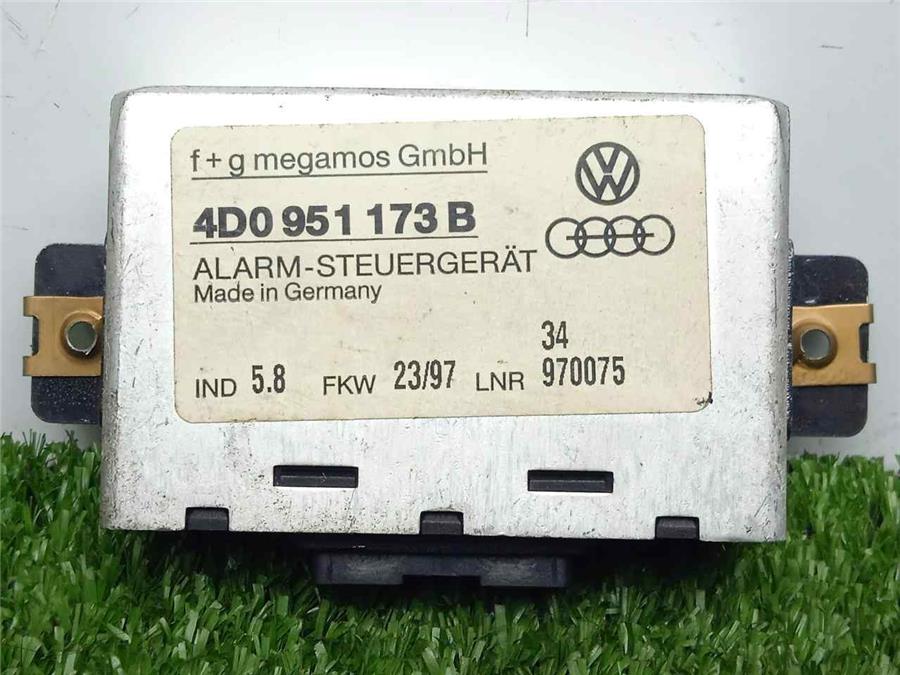 f + g megamos GmbH
4D0 951 173 B
ALARM-STEUERGERÄT
Made in Germany
34
IND 5.8 FKW 23/97 LNR 970075